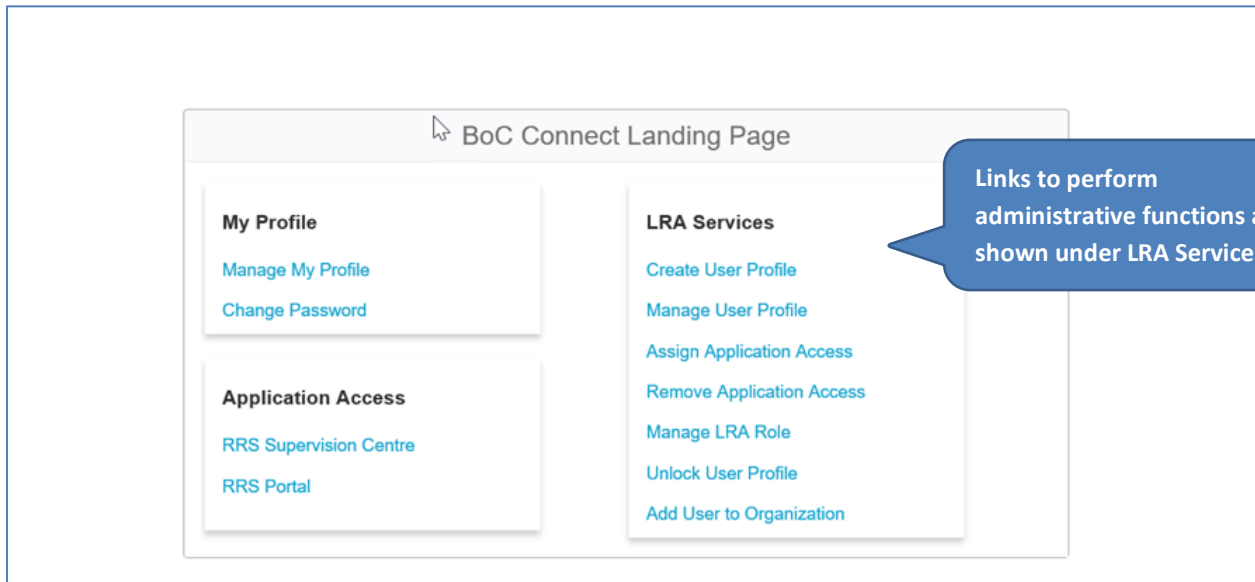 BoC Connect Landing Page
My Profile
Manage My Profile
Change Password
Application Access
RRS Supervision Centre
RRS Portal
LRA Services
Create User Profile
Manage User Profile
Assign Application Access
Remove Application Access
Manage LRA Role
Unlock User Profile
Add User to Organization
Links to perform
administrative functions
shown under LRA Service